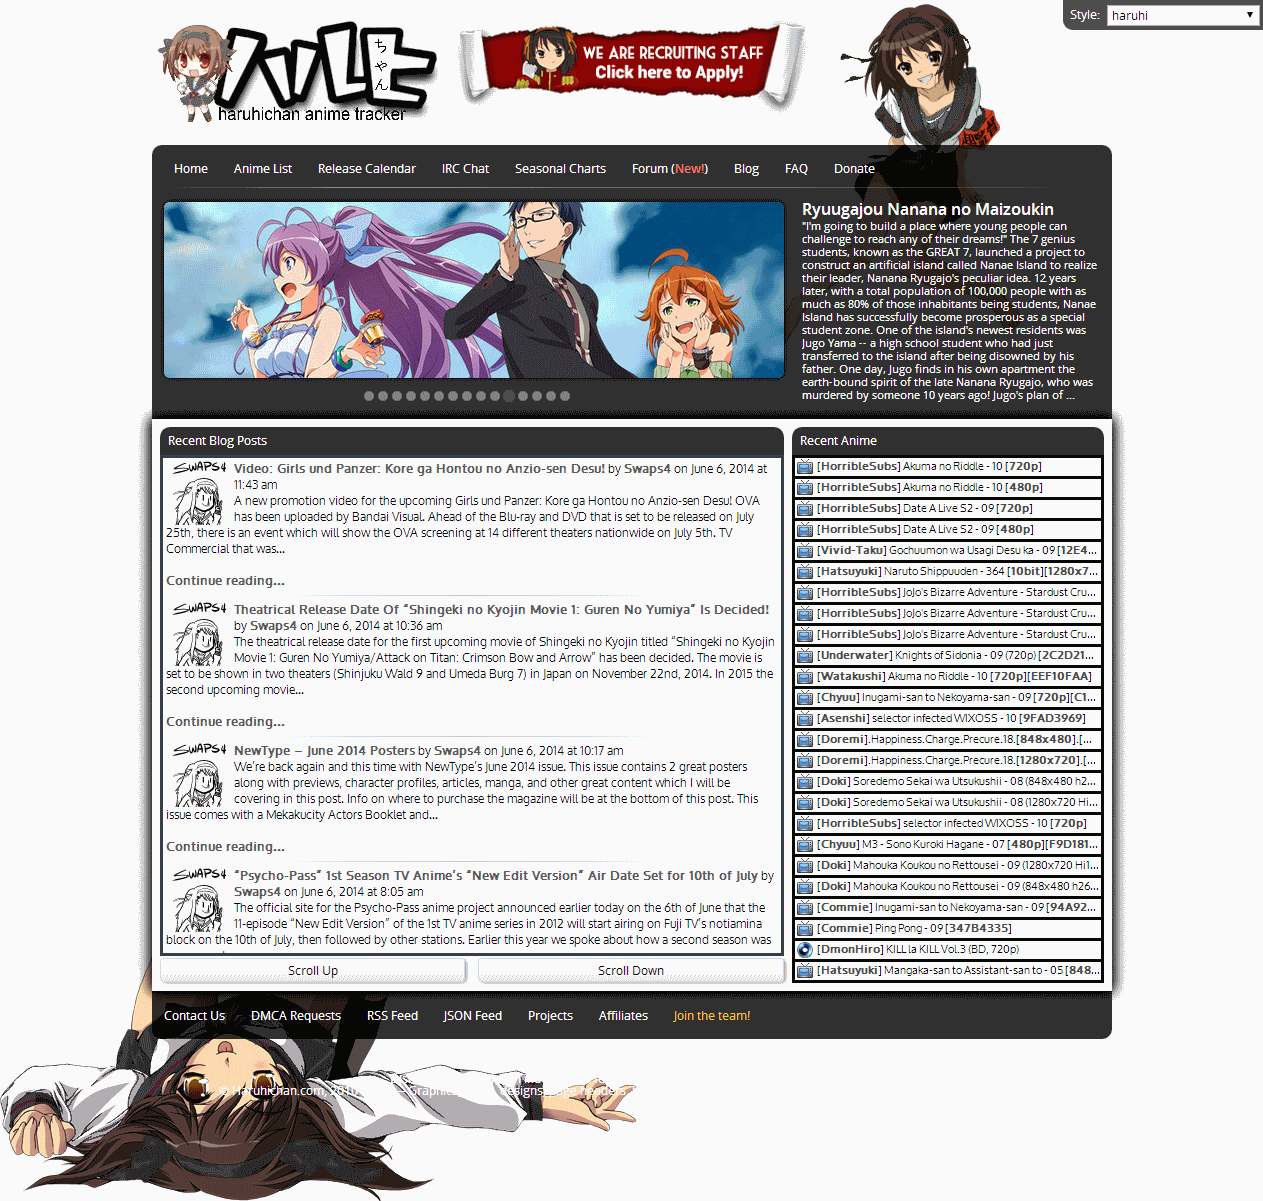 Style: haruhi
ハルヒ
ちゃん
haruhichan anime tracker
WE ARE RECRUITING STAFF
Click here to Apply!
Home Anime List Release Calendar IRC Chat Seasonal Charts Forum (New!) Blog FAQ Donate
Ryuugajou Nanana no Maizoukin
"I'm going to build a place where young people can
challenge to reach any of their dreams!" The 7 genius
students, known as the GREAT 7, launched a project to
construct an artificial island called Nanae Island to realize
their leader, Nanana Ryugajo's peculiar idea. 12 years
later, with a total population of 100,000 people with as
much as 80% of those inhabitants being students, Nanae
Island has successfully become prosperous as a special
student zone. One of the island's newest residents was
Jugo Yama -- a high school student who had just
transferred to the island after being disowned by his
father. One day, Jugo finds in his own apartment the
earth-bound spirit of the late Nanana Ryugajo, who was
murdered by someone 10 years ago! Jugo's plan of ...
Recent Blog Posts
SWAPS4
Video: Girls und Panzer: Kore ga Hontou no Anzio-sen Desu! by Swaps4 on June 6, 2014 at
11:43 am
A new promotion video for the upcoming Girls und Panzer: Kore ga Hontou no Anzio-sen Desu! OVA
has been uploaded by Bandai Visual. Ahead of the Blu-ray and DVD that is set to be released on July
25th, there is an event which will show the OVA screening at 14 different theaters nationwide on July 5th. TV
Commercial that was...
Continue reading...
SWAPS4
Theatrical Release Date Of “Shingeki no Kyojin Movie 1: Guren No Yumiya” Is Decided!
by Swaps4 on June 6, 2014 at 10:36 am
The theatrical release date for the first upcoming movie of Shingeki no Kyojin titled “Shingeki no Kyojin
Movie 1: Guren No Yumiya/Attack on Titan: Crimson Bow and Arrow” has been decided. The movie is
set to be shown in two theaters (Shinjuku Wald 9 and Umeda Burg 7) in Japan on November 22nd, 2014. In 2015 the
second upcoming movie...
Continue reading...
SWAPS4
NewType – June 2014 Posters by Swaps4 on June 6, 2014 at 10:17 am
We’re back again and this time with NewType’s June 2014 issue. This issue contains 2 great posters
along with previews, character profiles, articles, manga, and other great content which I will be
covering in this post. Info on where to purchase the magazine will be at the bottom of this post. This
issue comes with a Mekakucity Actors Booklet and...
Continue reading...
SWAPS4
“Psycho-Pass” 1st Season TV Anime’s “New Edit Version” Air Date Set for 10th of July by
Swaps4 on June 6, 2014 at 8:05 am
The official site for the Psycho-Pass anime project announced earlier today on the 6th of June that the
11-episode “New Edit Version” of the 1st TV anime series in 2012 will start airing on Fuji TV’s notiamina
block on the 10th of July, then followed by other stations. Earlier this year we spoke about how a second season was
Scroll Up Scroll Down
Recent Anime
[HorribleSubs] Akuma no Riddle - 10 [720p]
[HorribleSubs] Akuma no Riddle - 10 [480p]
[HorribleSubs] Date A Live S2 - 09 [720p]
[HorribleSubs] Date A Live S2 - 09 [480p]
[Vivid-Taku] Gochuumon wa Usagi Desu ka - 09 [12E4...
[Hatsuyuki] Naruto Shippuuden - 364 [10bit][1280x7...
[HorribleSubs] JoJo's Bizarre Adventure - Stardust Cru...
[HorribleSubs] JoJo's Bizarre Adventure - Stardust Cru...
[HorribleSubs] JoJo's Bizarre Adventure - Stardust Cru...
[Underwater] Knights of Sidonia - 09 (720p) [2C2D21...
[Watakushi] Akuma no Riddle - 10 [720p][EEF10FAA]
[Chyuu] Inugami-san to Nekoyama-san - 09 [720p][C1...
[Asenshi] selector infected WIXOSS - 10 [9FAD3969]
[Doremi].Happiness.Charge.Precure.18.[848x480].[...
[Doremi].Happiness.Charge.Precure.18.[1280x720].[...
[Doki] Soredemo Sekai wa Utsukushii - 08 (848x480 h2...
[Doki] Soredemo Sekai wa Utsukushii - 08 (1280x720 Hi...
[HorribleSubs] selector infected WIXOSS - 10 [720p]
[Chyuu] M3 - Sono Kuroki Hagane - 07 [480p][F9D181...
[Doki] Mahouka Koukou no Rettousei - 09 (1280x720 Hi1...
[Doki] Mahouka Koukou no Rettousei - 09 (848x480 h26...
[Commie] Inugami-san to Nekoyama-san - 09 [94A92...
[Commie] Ping Pong - 09 [347B4335]
[DmonHiro] KILL la KILL Vol.3 (BD, 720p)
[Hatsuyuki] Mangaka-san to Assistant-san to - 05 [848...
Contact Us DMCA Requests RSS Feed JSON Feed Projects Affiliates Join the team!
© Haruhichan.com,